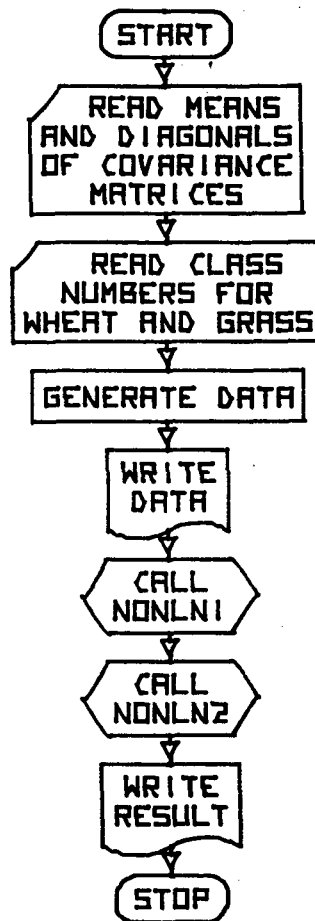 START
READ MEANS
AND DIAGONALS
OF COVARIANCE
MATRICES
READ CLASS
NUMBERS FOR
WHEAT AND GRASS
GENERATE DATA
WRITE
DATA
CALL
NONLN1
CALL
NONLN2
WRITE
RESULT
STOP